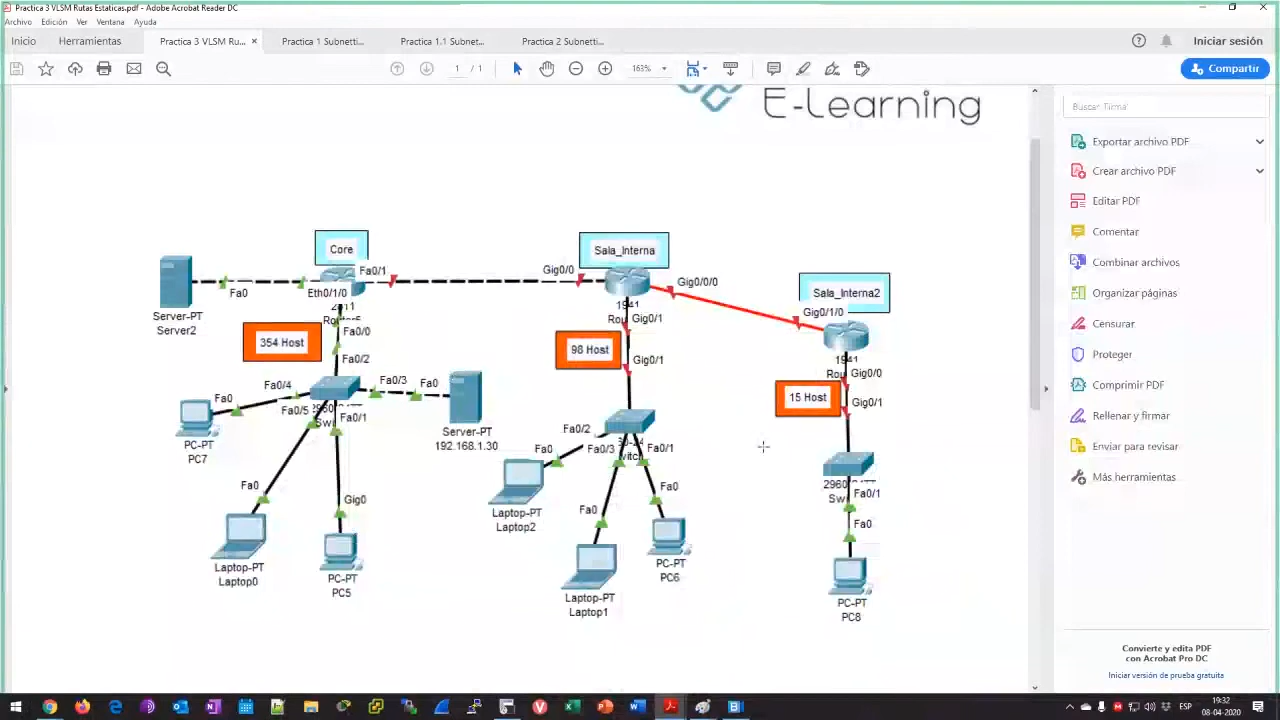 Practica 3 VLSM Rutas Estaticas.pdf - Adobe Acrobat Reader DC
Archivo Edición Ver Ventana Ayuda
Inicio Herramientas Practica 3 VLSM Ru... × Practica 1 Subnetti... Practica 1.1 Subnet... Practica 2 Subnetti... Iniciar sesión
1 / 1 163% Compartir
E-Learning
Buscar
Exportar archivo PDF
Crear archivo PDF
Editar PDF
Comentar
Combinar archivos
Organizar páginas
Censurar
Proteger
Comprimir PDF
Rellenar y firmar
Enviar para revisar
Más herramientas
Convierte y edita PDF
con Acrobat Pro DC
Iniciar versión de prueba gratuita
Core
Fa0/1
Fa0
Eth0/1/0
Server-PT
Server2
Fa0/0
354 Host
Fa0/2
Fa0/4
Fa0/3
Fa0
Fa0
Fa0/5
Fa0/1
PC-PT
PC7
Server-PT
192.168.1.30
Fa0
Gig0
Laptop-PT
Laptop0
PC-PT
PC5
Sala_Interna
Gig0/0
Gig0/0/0
1941
Gig0/1
98 Host
Gig0/1
Fa0/2
Fa0/3
Fa0/1
Fa0
Fa0
Fa0
Laptop-PT
Laptop2
PC-PT
PC6
Laptop-PT
Laptop1
Sala_Interna2
Gig0/1/0
1941
Gig0/0
15 Host
Gig0/1
Fa0/1
Fa0
PC-PT
PC8
ESP
19:32
08-04-2020